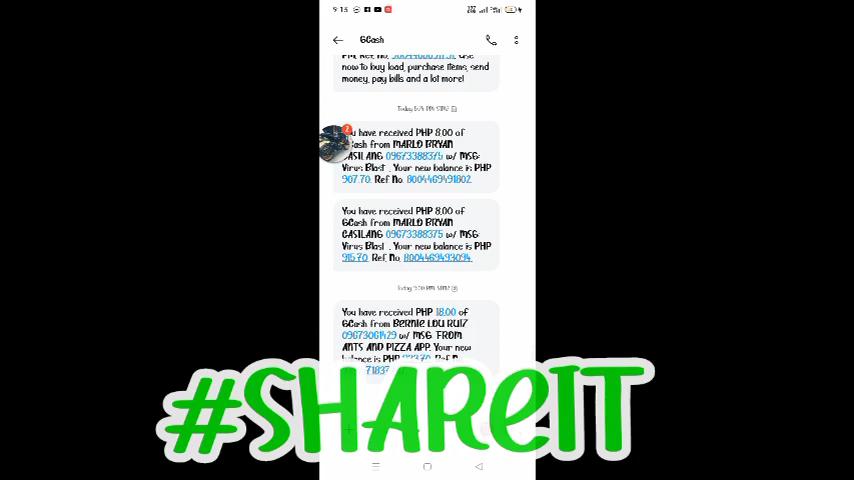 9:15
GCash
now to buy load, purchase items, send
money, pay bills and a lot more!
You have received PHP 8.00 of
GCash from MARLO BRYAN
CASILANG 09673388375 w/ MSG:
Virus Blast . Your new balance is PHP
907.70. Ref. No. 8004469491802.
You have received PHP 8.00 of
GCash from MARLO BRYAN
CASILANG 09673388375 w/ MSG:
Virus Blast . Your new balance is PHP
915.70. Ref. No. 8004469493094.
You have received PHP 18.00 of
GCash from BERNIE LOU RUIZ
09673061429 w/ MSG: FROM
ANTS AND PIZZA APP. Your new
balance is PHP
#SHAREIT